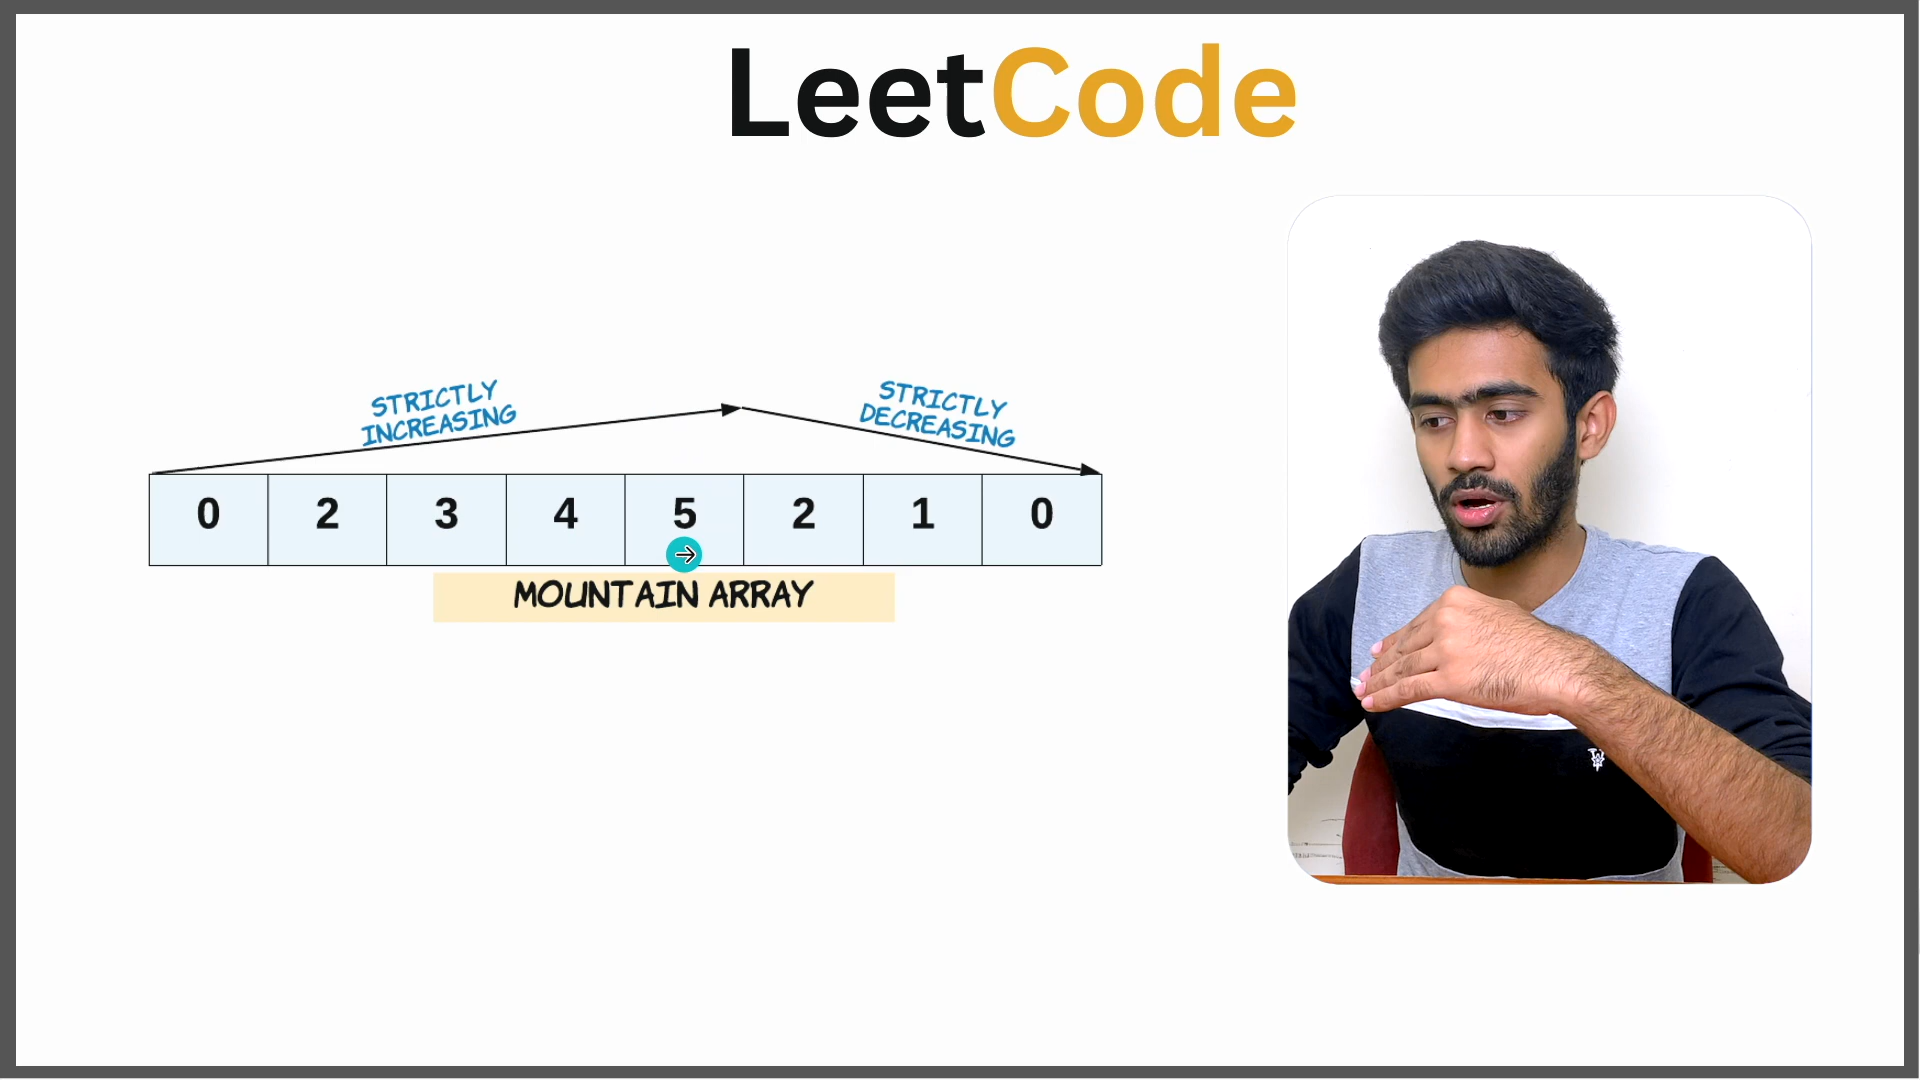 LeetCode
STRICTLY
INCREASING
STRICTLY
DECREASING
0 2 3 4 5 2 1 0
MOUNTAIN ARRAY